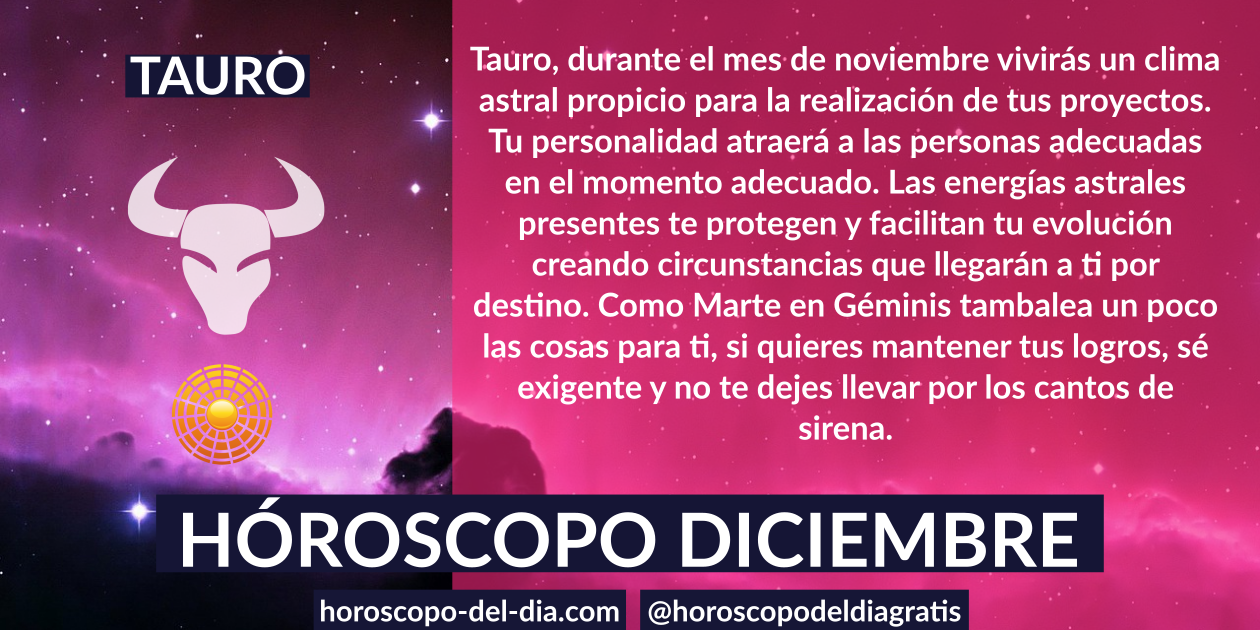 TAURO
Tauro, durante el mes de noviembre vivirás un clima
astral propicio para la realización de tus proyectos.
Tu personalidad atraerá a las personas adecuadas
en el momento adecuado. Las energías astrales
presentes te protegen y facilitan tu evolución
creando circunstancias que llegarán a ti por
destino. Como Marte en Géminis tambalea un poco
las cosas para ti, si quieres mantener tus logros, sé
exigente y no te dejes llevar por los cantos de
sirena.
HÓROSCOPO DICIEMBRE
horoscopo-del-dia.com
@horoscopodeldiagratis